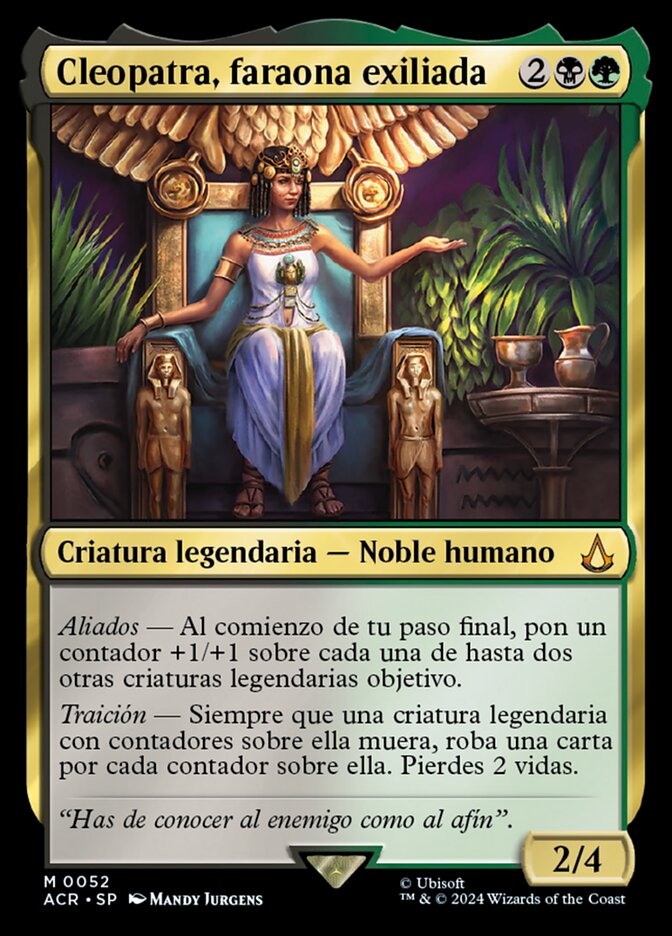 Cleopatra, faraona exiliada 2
Criatura legendaria — Noble humano
Aliados — Al comienzo de tu paso final, pon un
contador +1/+1 sobre cada una de hasta dos
otras criaturas legendarias objetivo.
Traición — Siempre que una criatura legendaria
con contadores sobre ella muera, roba una carta
por cada contador sobre ella. Pierdes 2 vidas.
“Has de conocer al enemigo como al afín”.
2/4
M 0052
ACR • SP Mandy Jurgens
© Ubisoft
™ & © 2024 Wizards of the Coast